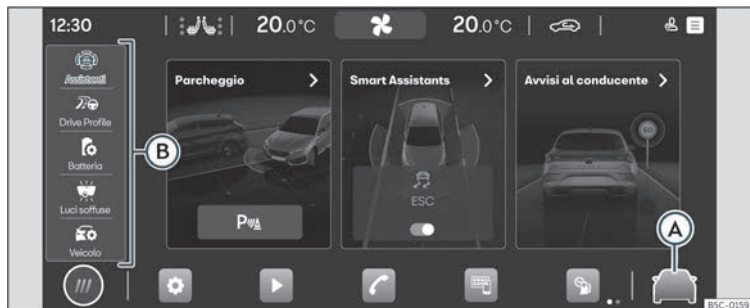 12:30
20.0°C
20.0°C
Assistenti
Drive Profile
Batteria
Luci soffuse
Veicolo
B
Parcheggio
P
Smart Assistants
ESC
Avvisi al conducente
60
A
B5C-0159